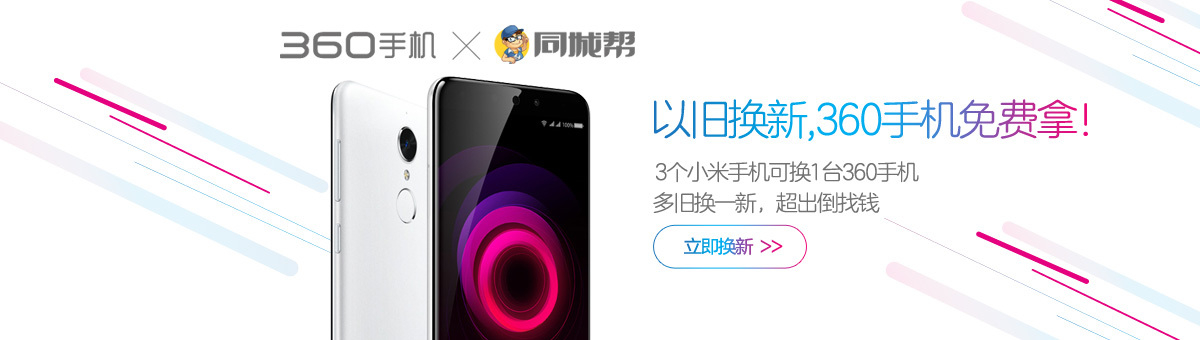 360手机 × 同城帮
100%
以旧换新,360手机免费拿!
3个小米手机可换1台360手机
多旧换一新，超出倒找钱
立即换新 >>